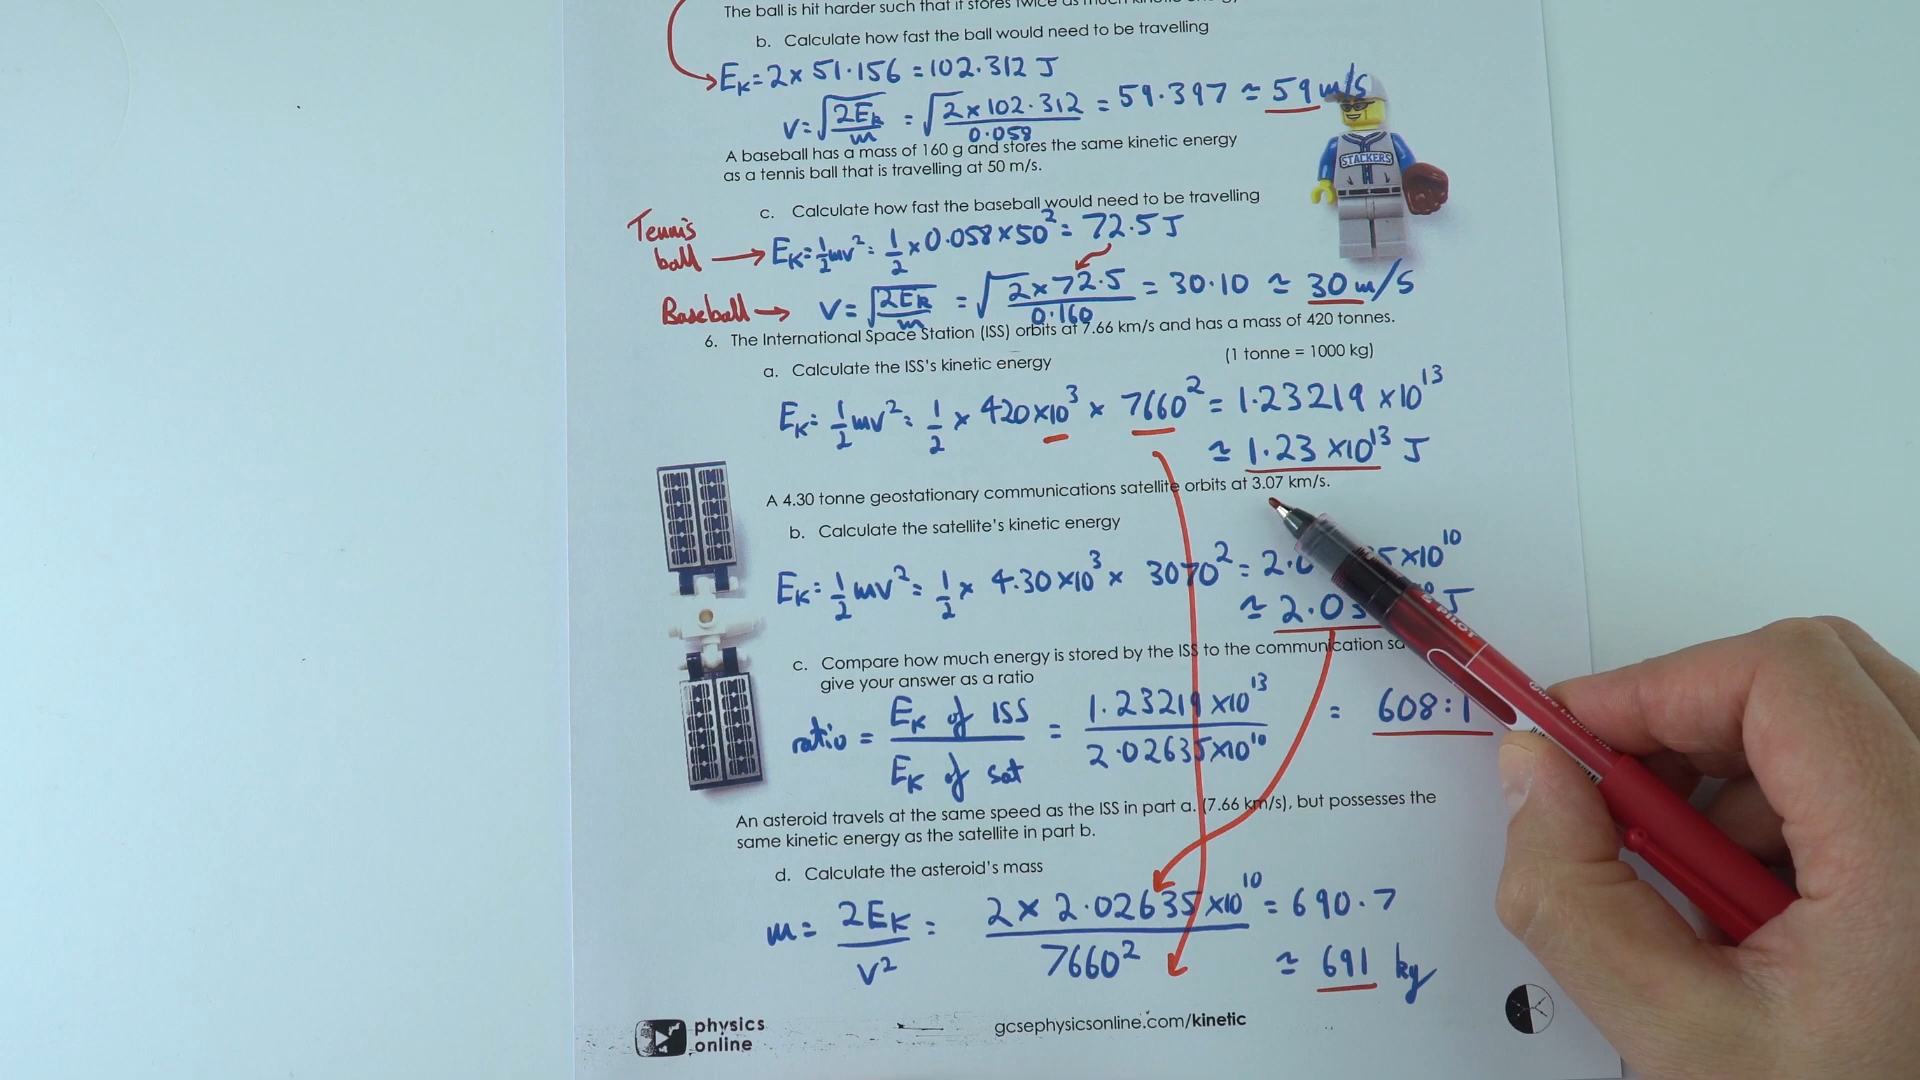 The ball is hit harder such that it stores twice as much kinetic energy
b. Calculate how fast the ball would need to be travelling
EK = 2 × 51.156 = 102.312 J
V = √(2EK/m) = √(2 × 102.312/0.058) = 59.397 ≃ 59 m/s
A baseball has a mass of 160 g and stores the same kinetic energy
as a tennis ball that is travelling at 50 m/s.
STACKERS
c. Calculate how fast the baseball would need to be travelling
Tennis ball → EK = ½mv² = ½ × 0.058 × 50² = 72.5 J
Baseball → V = √(2EK/m) = √(2 × 72.5/0.160) = 30.10 ≃ 30 m/s
6. The International Space Station (ISS) orbits at 7.66 km/s and has a mass of 420 tonnes.
a. Calculate the ISS's kinetic energy (1 tonne = 1000 kg)
EK = ½mv² = ½ × 420 × 10³ × 7660² = 1.23219 × 10¹³
≃ 1.23 × 10¹³ J
A 4.30 tonne geostationary communications satellite orbits at 3.07 km/s.
b. Calculate the satellite's kinetic energy
EK = ½mv² = ½ × 4.30 × 10³ × 3070² = 2.0 5 × 10¹⁰
≃ 2.03 J
PILOT
c. Compare how much energy is stored by the ISS to the communication
give your answer as a ratio
ratio = EK of ISS / EK of sat = 1.23219 × 10¹³ / 2.02635 × 10¹⁰ = 608:1
An asteroid travels at the same speed as the ISS in part a. (7.66 km/s), but possesses the
same kinetic energy as the satellite in part b.
d. Calculate the asteroid's mass
m = 2EK/V² = 2 × 2.02635 × 10¹⁰ / 7660² = 690.7
≃ 691 kg
physics
online
gcsephysicsonline.com/kinetic